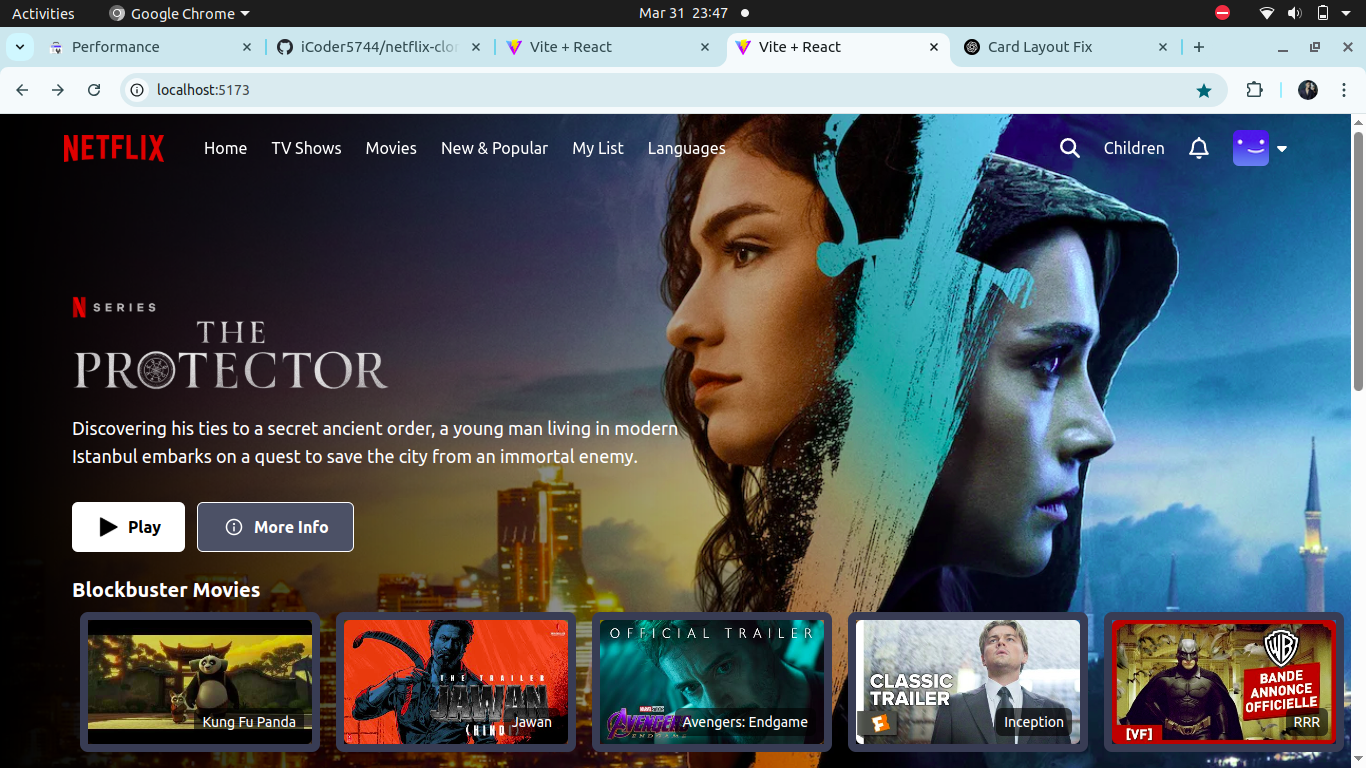 Activities Google Chrome Mar 31 23:47
Performance iCoder5744/netflix-clon Vite + React Vite + React Card Layout Fix
localhost:5173
NETFLIX Home TV Shows Movies New & Popular My List Languages Children
N SERIES
THE
PROTECTOR
Discovering his ties to a secret ancient order, a young man living in modern
Istanbul embarks on a quest to save the city from an immortal enemy.
Play More Info
Blockbuster Movies
Kung Fu Panda
THE TRAILER
JAWAN
(HINDI)
Jawan
OFFICIAL TRAILER
MARVEL STUDIOS
AVENGERS
ENDGAME
Avengers: Endgame
CLASSIC
TRAILER
Inception
WB
BANDE
ANNONCE
OFFICIELLE
[VF]
RRR